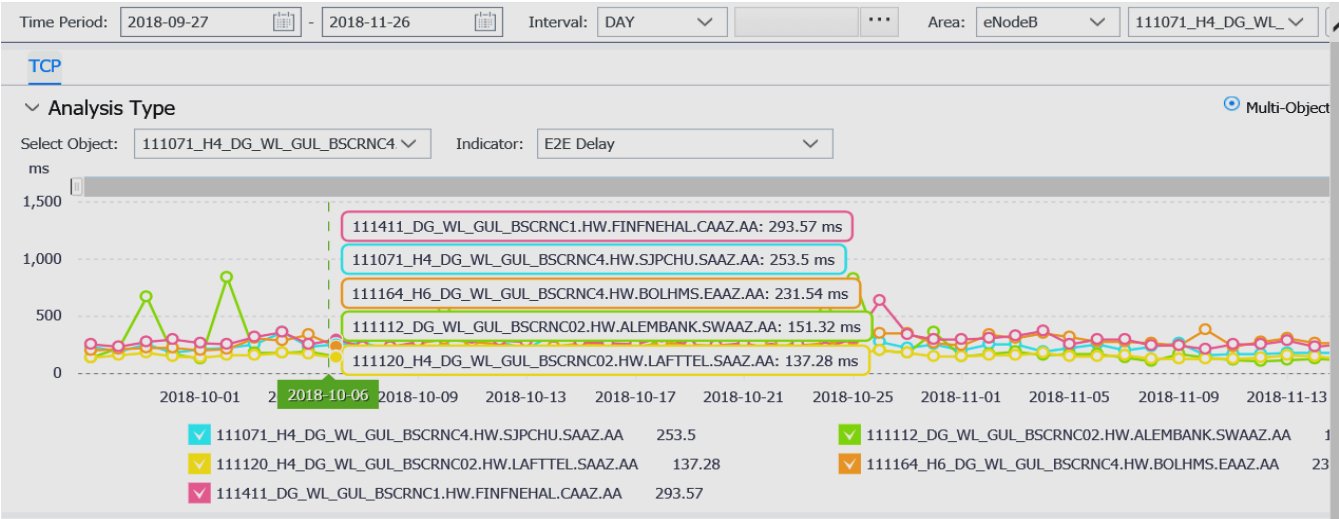 Time Period: 2018-09-27 - 2018-11-26 Interval: DAY ... Area: eNodeB 111071_H4_DG_WL_
TCP
Analysis Type
Multi-Object
Select Object: 111071_H4_DG_WL_GUL_BSCRNC4. Indicator: E2E Delay
ms
1,500
111411_DG_WL_GUL_BSCRNC1.HW.FINFNEHAL.CAAZ.AA: 293.57 ms
1,000
111071_H4_DG_WL_GUL_BSCRNC4.HW.SJPCHU.SAAZ.AA: 253.5 ms
111164_H6_DG_WL_GUL_BSCRNC4.HW.BOLHMS.EAAZ.AA: 231.54 ms
500
111112_DG_WL_GUL_BSCRNC02.HW.ALEMBANK.SWAAZ.AA: 151.32 ms
111120_H4_DG_WL_GUL_BSCRNC02.HW.LAFTTEL.SAAZ.AA: 137.28 ms
0
2018-10-01 2 2018-10-06 2018-10-09 2018-10-13 2018-10-17 2018-10-21 2018-10-25 2018-11-01 2018-11-05 2018-11-09 2018-11-13
111071_H4_DG_WL_GUL_BSCRNC4.HW.SJPCHU.SAAZ.AA 253.5 111112_DG_WL_GUL_BSCRNC02.HW.ALEMBANK.SWAAZ.AA 1
111120_H4_DG_WL_GUL_BSCRNC02.HW.LAFTTEL.SAAZ.AA 137.28 111164_H6_DG_WL_GUL_BSCRNC4.HW.BOLHMS.EAAZ.AA 23
111411_DG_WL_GUL_BSCRNC1.HW.FINFNEHAL.CAAZ.AA 293.57